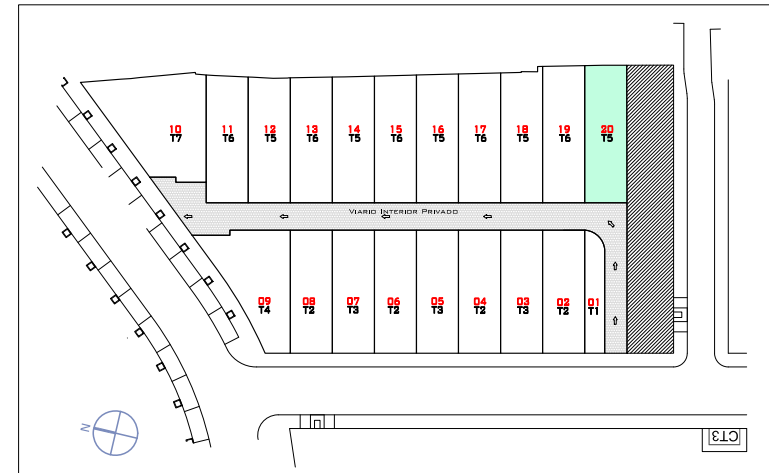 10
T7
11
T6
12
T5
13
T6
14
T5
15
T6
16
T5
17
T6
18
T5
19
T6
20
T5
Viario Interior Privado
09
T4
08
T2
07
T3
06
T2
05
T3
04
T2
03
T3
02
T2
01
T1
N
CT3